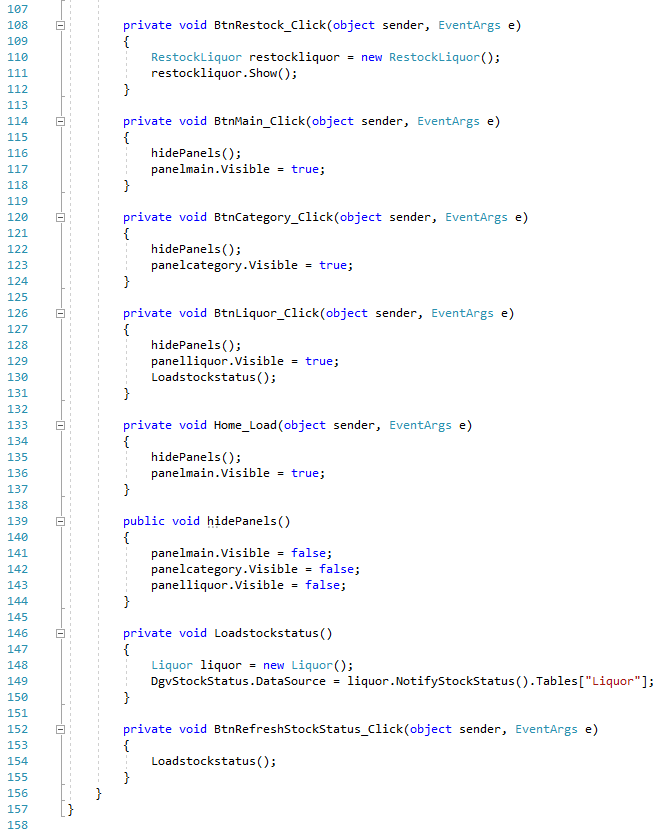 107
108 private void BtnRestock_Click(object sender, EventArgs e)
109 {
110 RestockLiquor restockliquor = new RestockLiquor();
111 restockliquor.Show();
112 }
113
114 private void BtnMain_Click(object sender, EventArgs e)
115 {
116 hidePanels();
117 panelmain.Visible = true;
118 }
119
120 private void BtnCategory_Click(object sender, EventArgs e)
121 {
122 hidePanels();
123 panelcategory.Visible = true;
124 }
125
126 private void BtnLiquor_Click(object sender, EventArgs e)
127 {
128 hidePanels();
129 panelliquor.Visible = true;
130 Loadstockstatus();
131 }
132
133 private void Home_Load(object sender, EventArgs e)
134 {
135 hidePanels();
136 panelmain.Visible = true;
137 }
138
139 public void hidePanels()
140 {
141 panelmain.Visible = false;
142 panelcategory.Visible = false;
143 panelliquor.Visible = false;
144 }
145
146 private void Loadstockstatus()
147 {
148 Liquor liquor = new Liquor();
149 DgvStockStatus.DataSource = liquor.NotifyStockStatus().Tables["Liquor"];
150 }
151
152 private void BtnRefreshStockStatus_Click(object sender, EventArgs e)
153 {
154 Loadstockstatus();
155 }
156 }
157 }
158